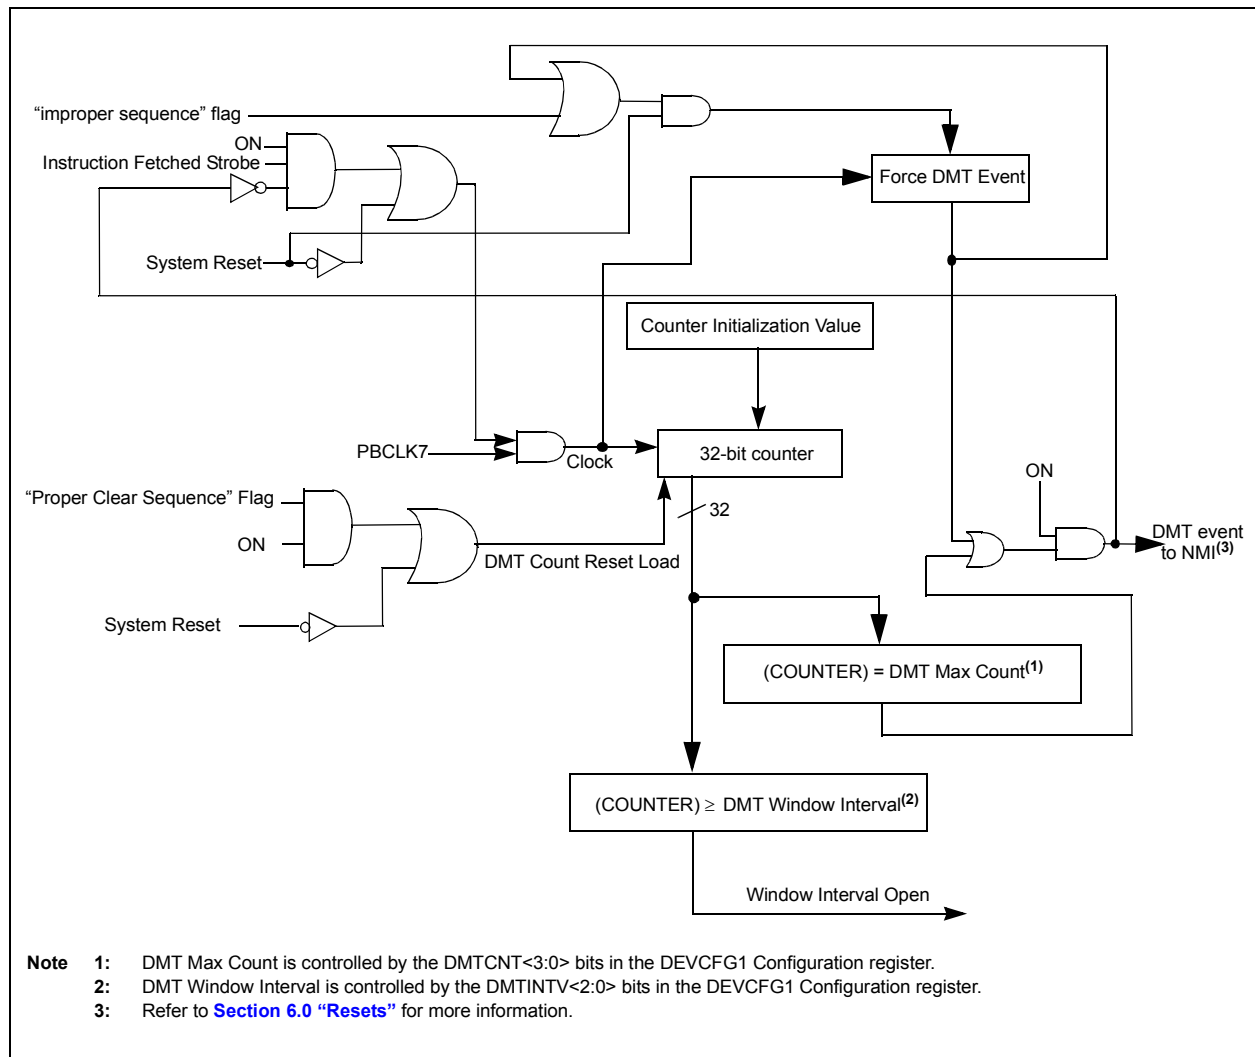 “improper sequence” flag
ON
Instruction Fetched Strobe
Force DMT Event
System Reset
Counter Initialization Value
PBCLK7
Clock
32-bit counter
ON
“Proper Clear Sequence” Flag
32
ON
DMT Count Reset Load
DMT event
to NMI(3)
System Reset
(COUNTER) = DMT Max Count(1)
(COUNTER) ≥ DMT Window Interval(2)
Window Interval Open
Note 1: DMT Max Count is controlled by the DMTCNT<3:0> bits in the DEVCFG1 Configuration register.
2: DMT Window Interval is controlled by the DMTINTV<2:0> bits in the DEVCFG1 Configuration register.
3: Refer to Section 6.0 “Resets” for more information.